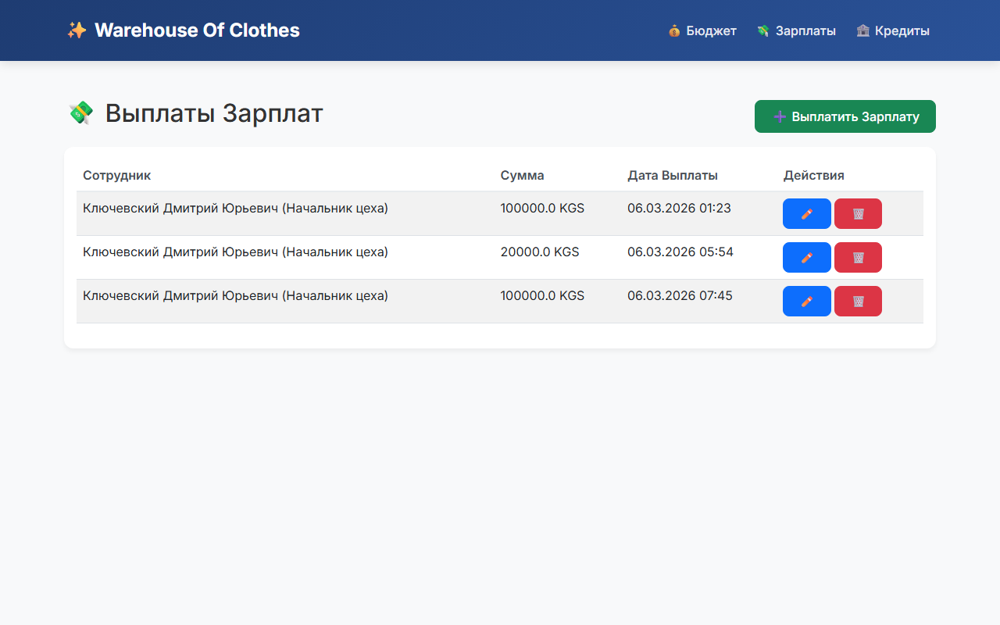 ✨ Warehouse Of Clothes
💰 Бюджет 💸 Зарплаты 🏦 Кредиты
💸 Выплаты Зарплат
➕ Выплатить Зарплату
Сотрудник Сумма Дата Выплаты Действия
Ключевский Дмитрий Юрьевич (Начальник цеха) 100000.0 KGS 06.03.2026 01:23
Ключевский Дмитрий Юрьевич (Начальник цеха) 20000.0 KGS 06.03.2026 05:54
Ключевский Дмитрий Юрьевич (Начальник цеха) 100000.0 KGS 06.03.2026 07:45